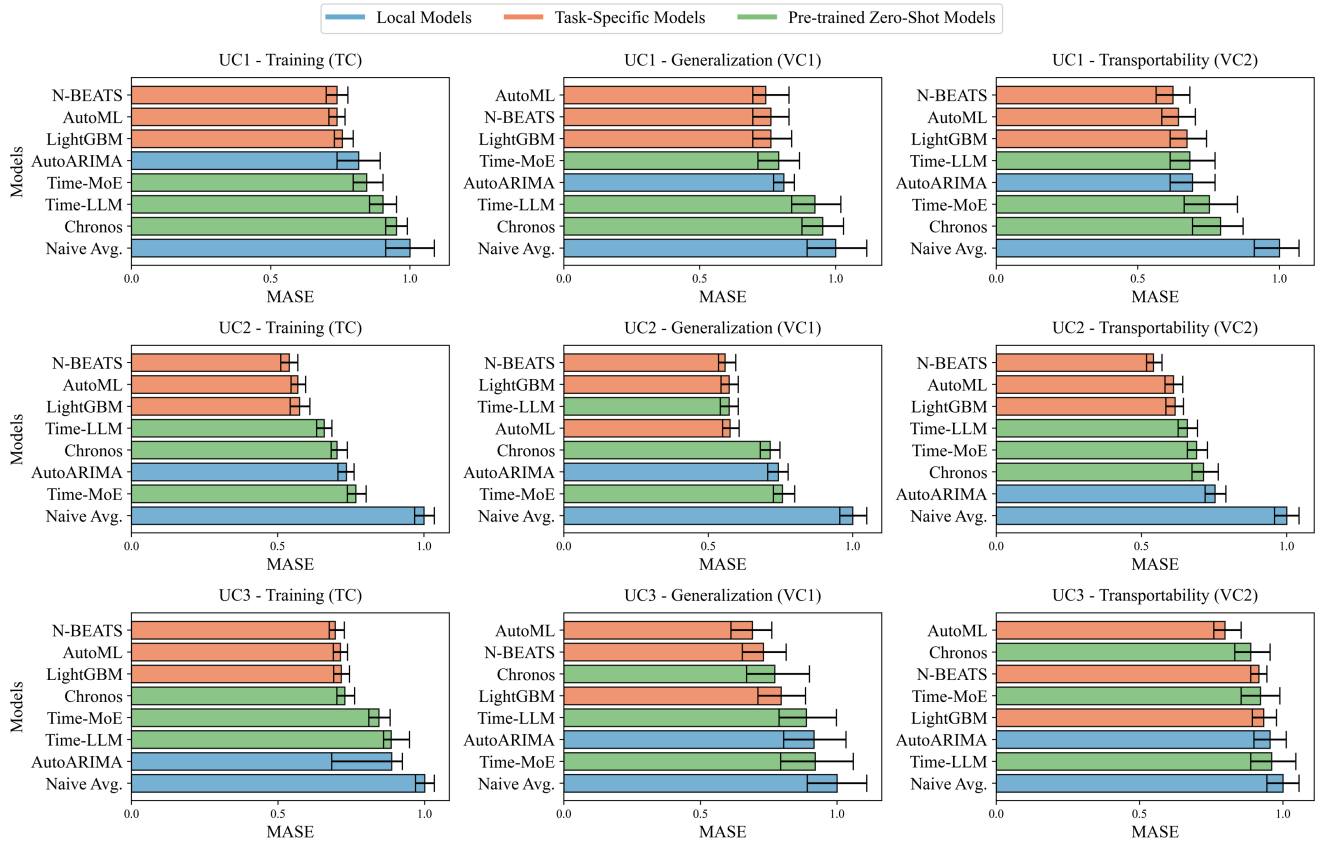 Local Models
Task-Specific Models
Pre-trained Zero-Shot Models
UC1 - Training (TC)
Models
N-BEATS
AutoML
LightGBM
AutoARIMA
Time-MoE
Time-LLM
Chronos
Naive Avg.
0.0 0.5 1.0
MASE
UC1 - Generalization (VC1)
AutoML
N-BEATS
LightGBM
Time-MoE
AutoARIMA
Time-LLM
Chronos
Naive Avg.
0.0 0.5 1.0
MASE
UC1 - Transportability (VC2)
N-BEATS
AutoML
LightGBM
Time-LLM
AutoARIMA
Time-MoE
Chronos
Naive Avg.
0.0 0.5 1.0
MASE
UC2 - Training (TC)
Models
N-BEATS
AutoML
LightGBM
Time-LLM
Chronos
AutoARIMA
Time-MoE
Naive Avg.
0.0 0.5 1.0
MASE
UC2 - Generalization (VC1)
N-BEATS
LightGBM
Time-LLM
AutoML
Chronos
AutoARIMA
Time-MoE
Naive Avg.
0.0 0.5 1.0
MASE
UC2 - Transportability (VC2)
N-BEATS
AutoML
LightGBM
Time-LLM
Time-MoE
Chronos
AutoARIMA
Naive Avg.
0.0 0.5 1.0
MASE
UC3 - Training (TC)
Models
N-BEATS
AutoML
LightGBM
Chronos
Time-MoE
Time-LLM
AutoARIMA
Naive Avg.
0.0 0.5 1.0
MASE
UC3 - Generalization (VC1)
AutoML
N-BEATS
Chronos
LightGBM
Time-LLM
AutoARIMA
Time-MoE
Naive Avg.
0.0 0.5 1.0
MASE
UC3 - Transportability (VC2)
AutoML
Chronos
N-BEATS
Time-MoE
LightGBM
AutoARIMA
Time-LLM
Naive Avg.
0.0 0.5 1.0
MASE